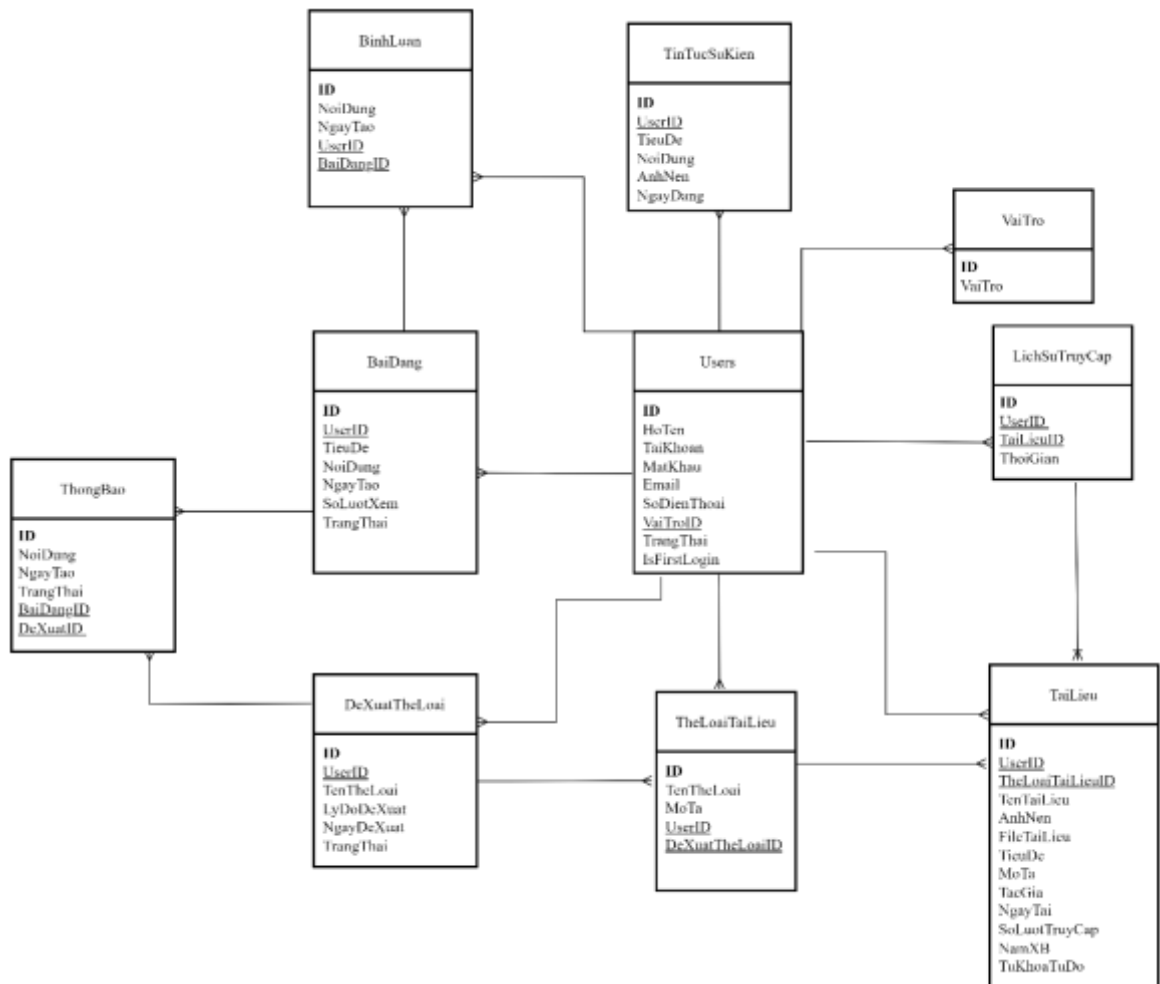 BinhLuan
ID
NoiDung
NgayTao
UserID
BaiDangID
TinTucSuKien
ID
UserID
TieuDe
NoiDung
AnhNen
NgayDang
VaiTro
ID
VaiTro
BaiDang
ID
UserID
TieuDe
NoiDung
NgayTao
SoLuotXem
TrangThai
Users
ID
HoTen
TaiKhoan
MatKhau
Email
SoDienThoai
VaiTroID
TrangThai
IsFirstLogin
LichSuTruyCap
ID
UserID
TaiLieuID
ThoiGian
ThongBao
ID
NoiDung
NgayTao
TrangThai
BaiDangID
DeXuatID
DeXuatTheLoai
ID
UserID
TenTheLoai
LyDoDeXuat
NgayDeXuat
TrangThai
TheLoaiTaiLieu
ID
TenTheLoai
MoTa
UserID
DeXuatTheLoaiID
TaiLieu
ID
UserID
TheLoaiTaiLieuID
TenTaiLieu
AnhNen
FileTaiLieu
TieuDe
MoTa
TacGia
NgayTai
SoLuotTruyCap
NamXB
TuKhoaTuDo